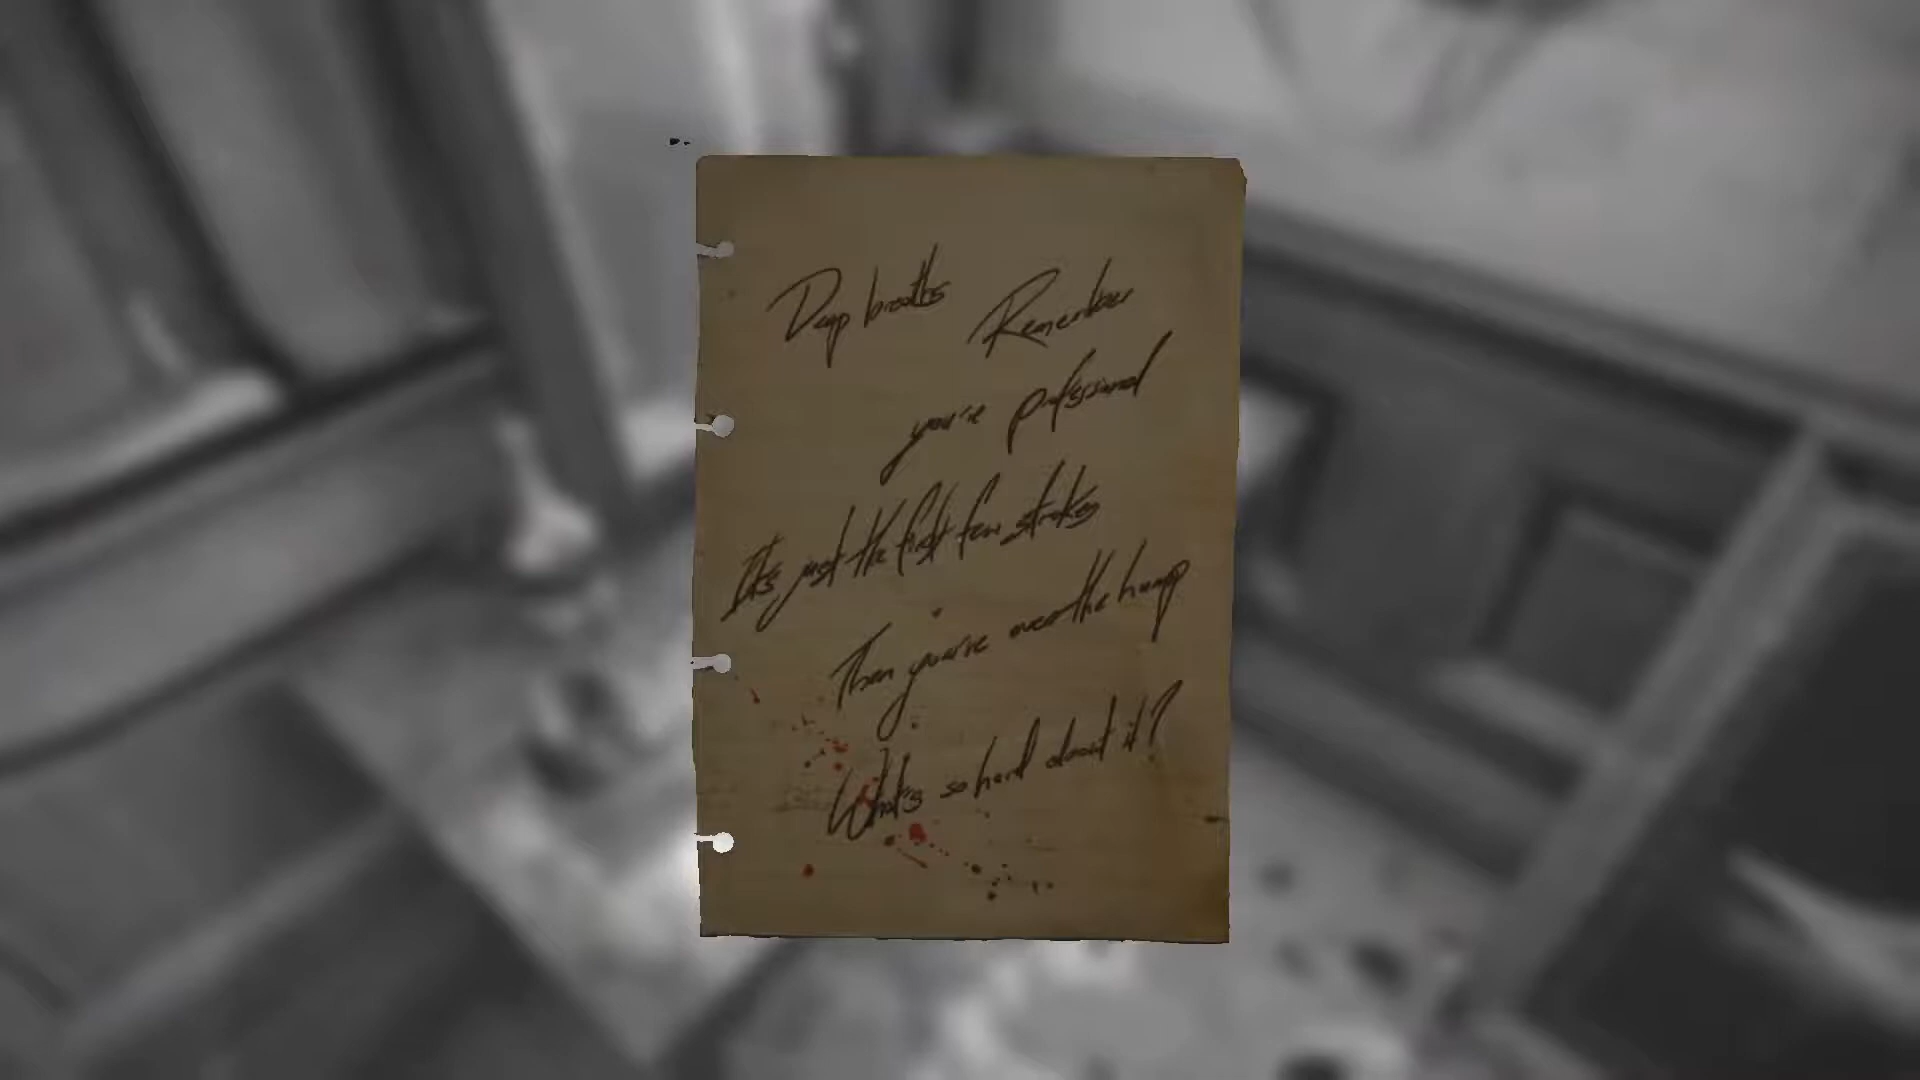 Deep breaths
Remember
you're professional
It's just the first few strokes
Then you're over the hump
What's so hard about it?